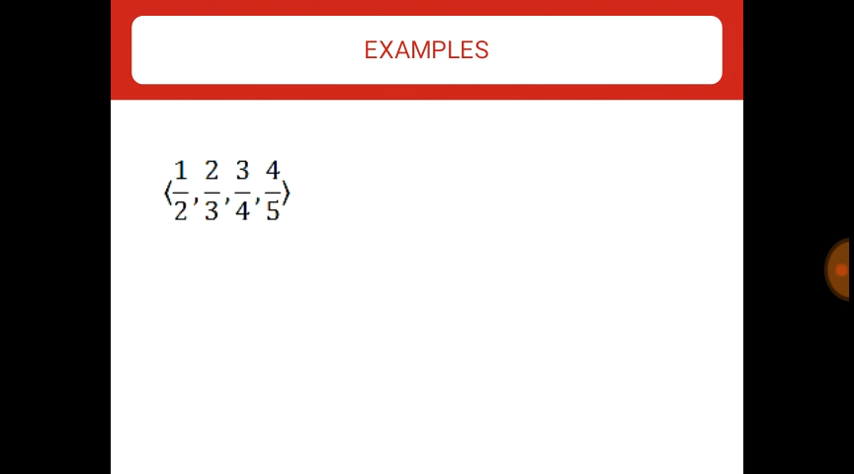 EXAMPLES
⟨1/2, 2/3, 3/4, 4/5⟩